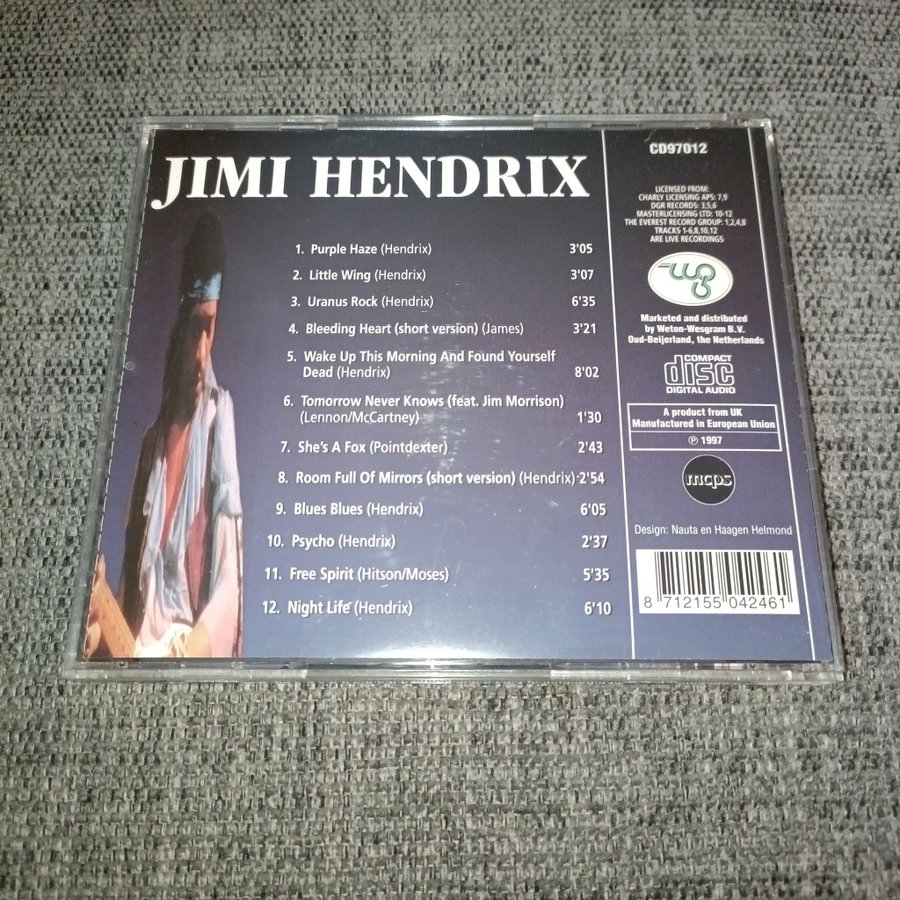 JIMI HENDRIX
1. Purple Haze (Hendrix) 3'05
2. Little Wing (Hendrix) 3'07
3. Uranus Rock (Hendrix) 6'35
4. Bleeding Heart (short version) (James) 3'21
5. Wake Up This Morning And Found Yourself
Dead (Hendrix) 8'02
6. Tomorrow Never Knows (feat. Jim Morrison)
(Lennon/McCartney) 1'30
7. She's A Fox (Pointdexter) 2'43
8. Room Full Of Mirrors (short version) (Hendrix) 2'54
9. Blues Blues (Hendrix) 6'05
10. Psycho (Hendrix) 2'37
11. Free Spirit (Hitson/Moses) 5'35
12. Night Life (Hendrix) 6'10
CD97012
LICENSED FROM:
CHARLY LICENSING APS: 7,9
DGR RECORDS: 3,5,6
MASTERLICENSING LTD: 10-12
THE EVEREST RECORD GROUP: 1,2,4,8
TRACKS 1-6,8,10,12
ARE LIVE RECORDINGS
Marketed and distributed
by Weton-Wesgram B.V.
Oud-Beijerland, the Netherlands
COMPACT
disc
DIGITAL AUDIO
A product from UK
Manufactured in European Union
℗ 1997
mcps
Design: Nauta en Haagen Helmond
8 712155 042461